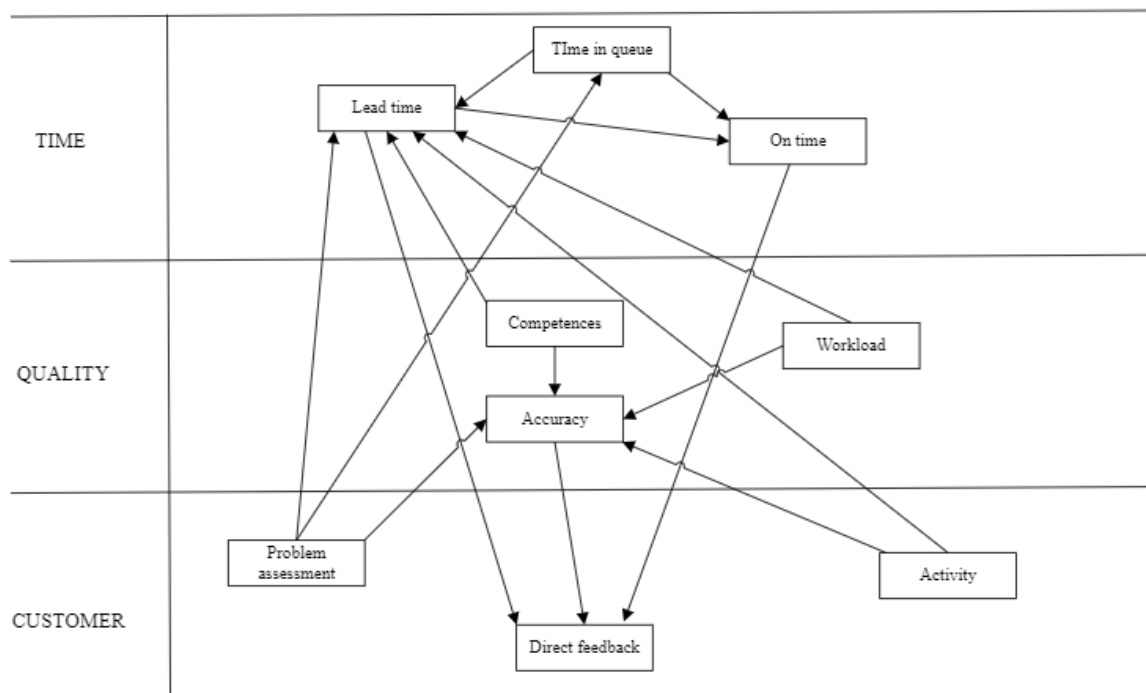 TIme in queue
Lead time
TIME
On time
Competences
Workload
QUALITY
Accuracy
Problem
assessment
Activity
CUSTOMER
Direct feedback